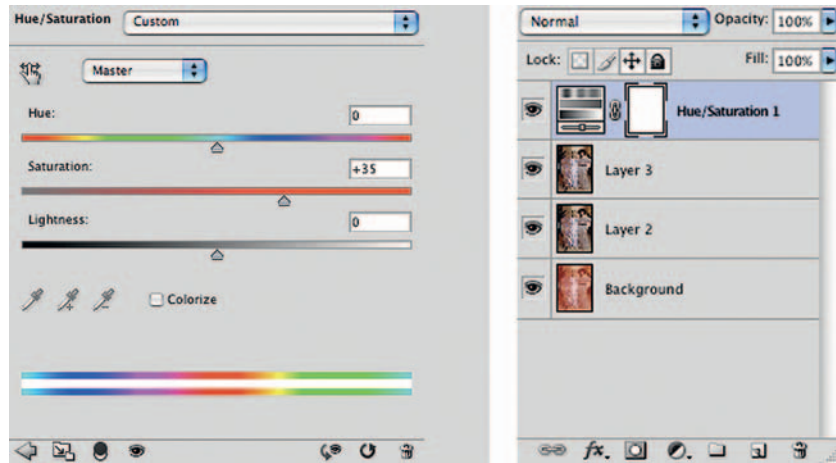 Hue/Saturation Custom
Master
Hue: 0
Saturation: +35
Lightness: 0
Colorize
Normal Opacity: 100%
Lock: Fill: 100%
Hue/Saturation 1
Layer 3
Layer 2
Background
fx.